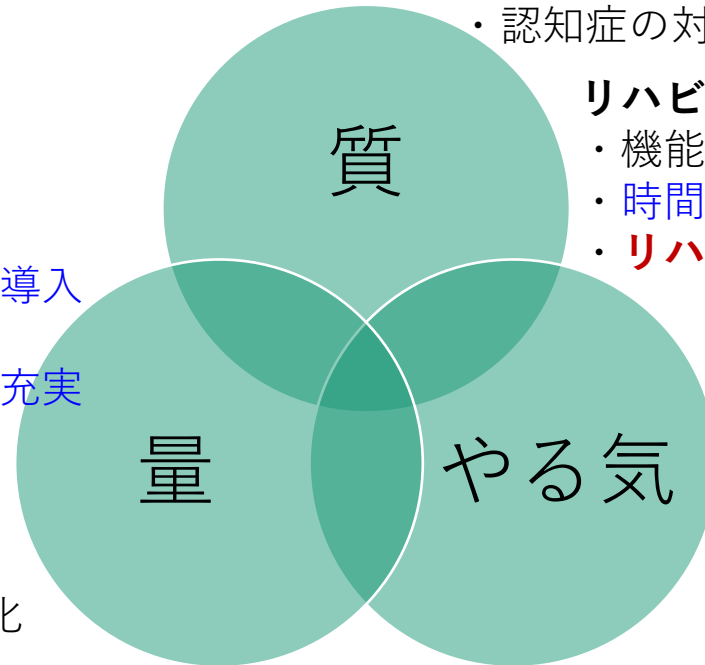 ・認知症の対
リハビ
・機能
質
・時間
・リハ
導入
充実
量
やる気
化